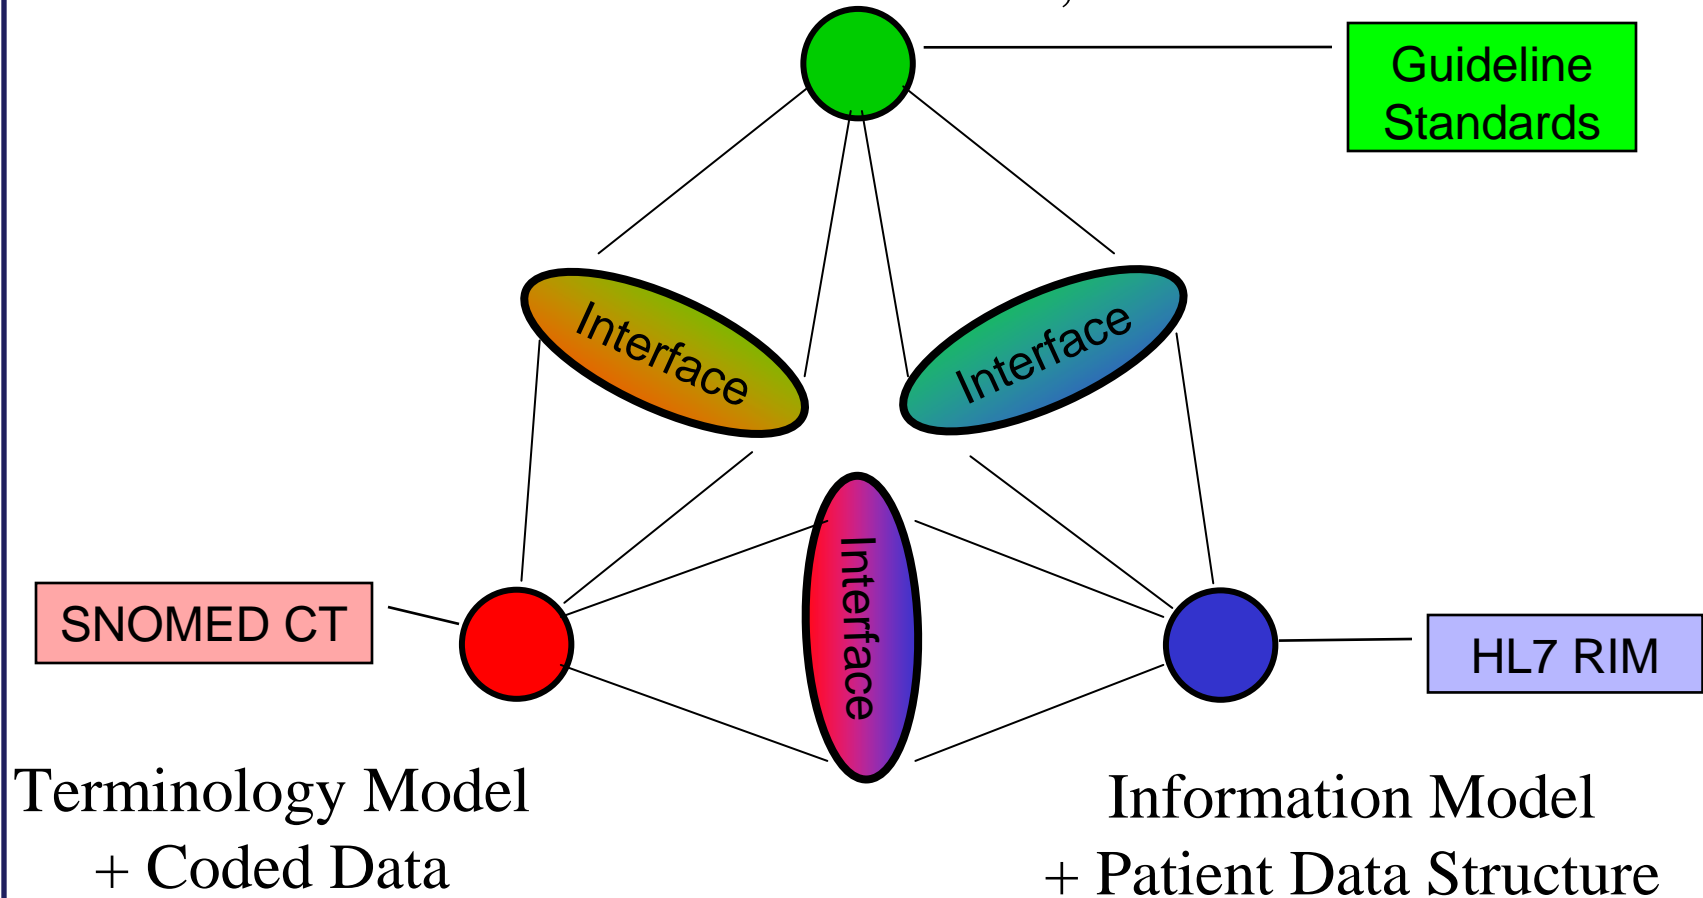 Guideline
Standards
Interface
Interface
Interface
SNOMED CT
HL7 RIM
Terminology Model
+ Coded Data
Information Model
+ Patient Data Structure